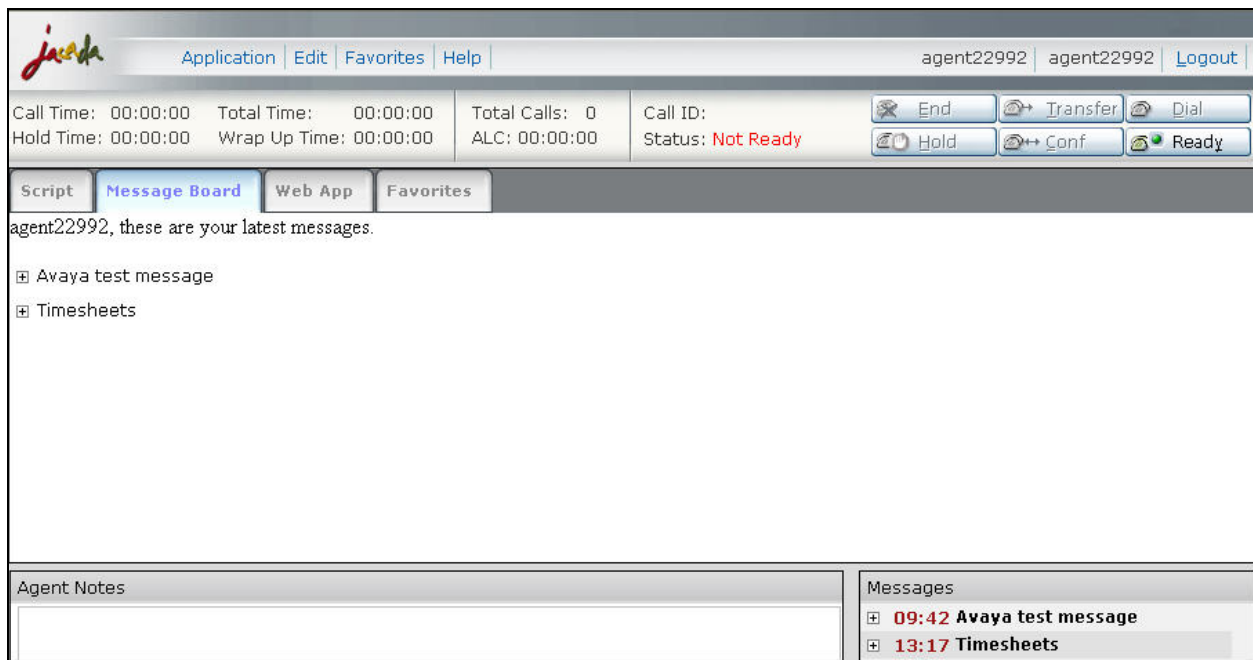 jacada
Application Edit Favorites Help agent22992 agent22992 Logout
Call Time: 00:00:00 Total Time: 00:00:00 Total Calls: 0 Call ID: End Transfer Dial
Hold Time: 00:00:00 Wrap Up Time: 00:00:00 ALC: 00:00:00 Status: Not Ready Hold Conf Ready
Script Message Board Web App Favorites
agent22992, these are your latest messages.
Avaya test message
Timesheets
Agent Notes
Messages
09:42 Avaya test message
13:17 Timesheets